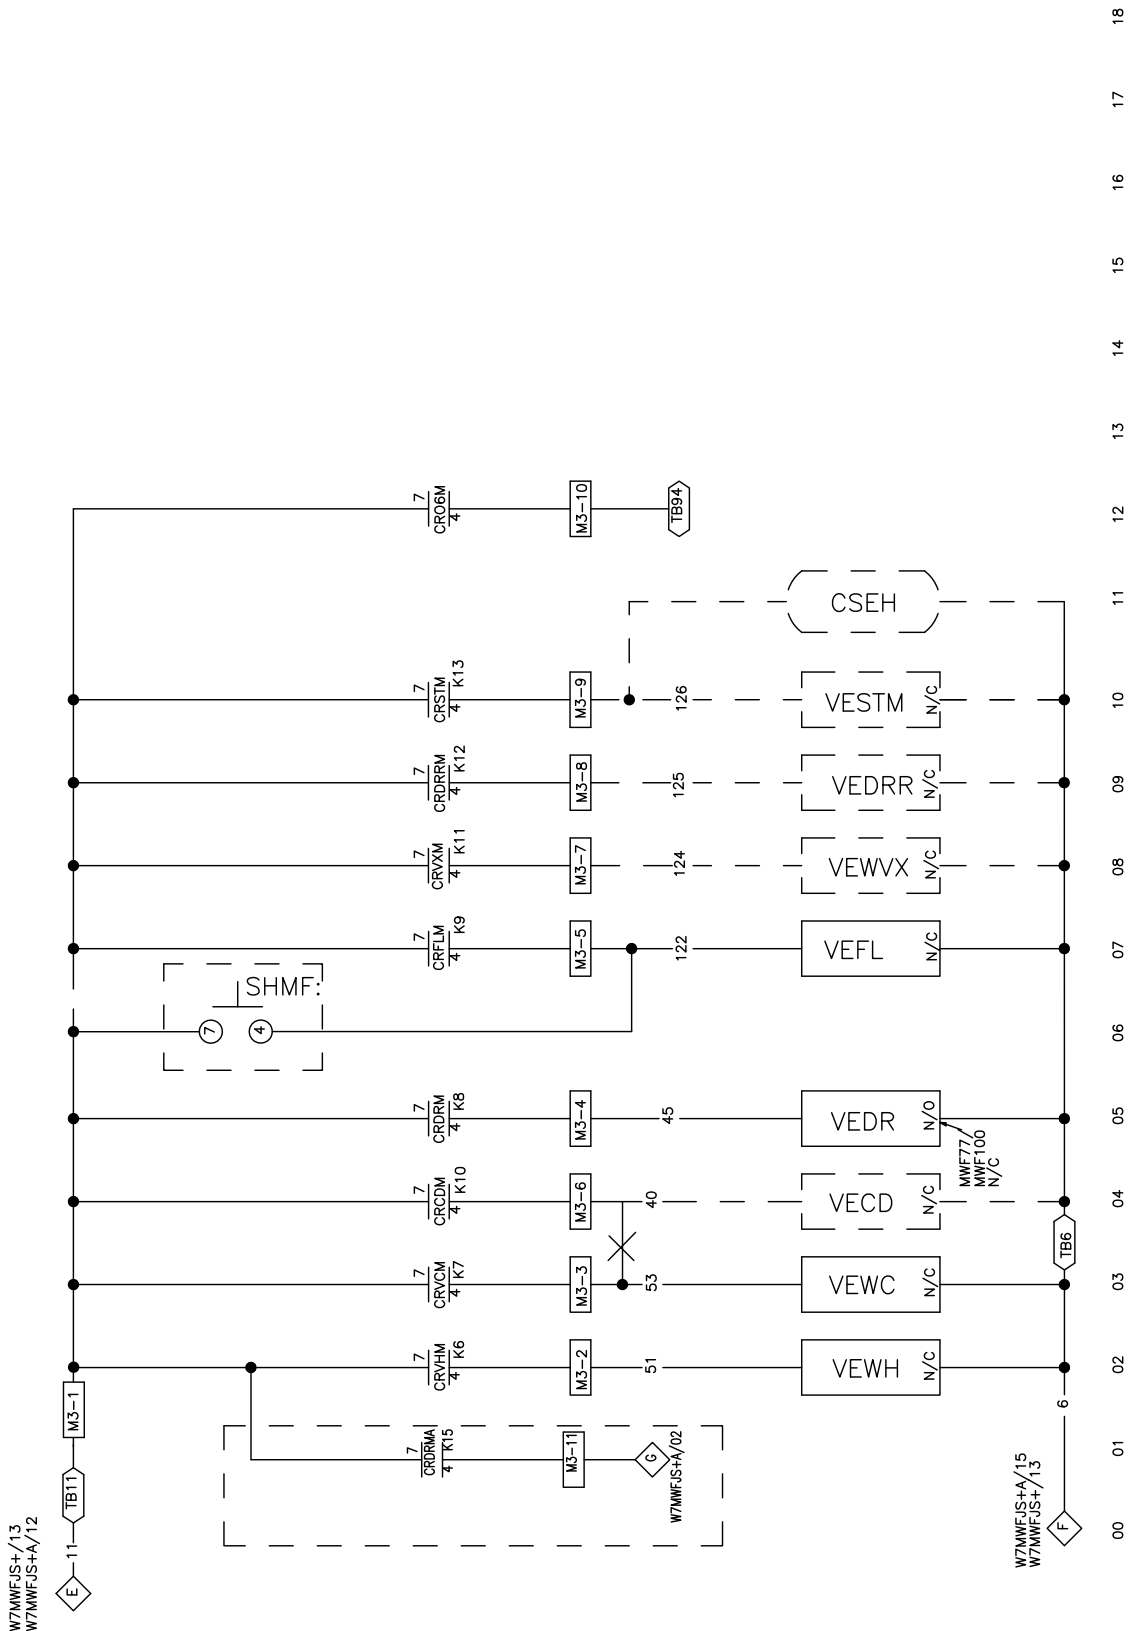 W7MWFJS+/13
W7MWFJS+A/12
E
11
TB11
M3-1
W7MWFJS+A/15
W7MWFJS+/13
F
6
00
01
7
CRDRMA
4
K15
M3-11
G
W7MWFJS+A/02
02
7
CRVHM
4
K6
M3-2
51
VEWH
N/C
03
7
CRVCM
4
K7
M3-3
53
VEWC
N/C
TB6
04
7
CRCDM
4
K10
M3-6
40
VECD
N/C
05
7
CRDRM
4
K8
M3-4
45
VEDR
N/O
MWF77/
MWF100
N/C
06
7
4
SHMF:
07
7
CRFLM
4
K9
M3-5
122
VEFL
N/C
08
7
CRVXM
4
K11
M3-7
124
VEWVX
N/C
09
7
CRDRRM
4
K12
M3-8
125
VEDRR
N/C
10
7
CRSTM
4
K13
M3-9
126
VESTM
N/C
11
CSEH
12
7
CRO6M
4
M3-10
TB94
13
14
15
16
17
18